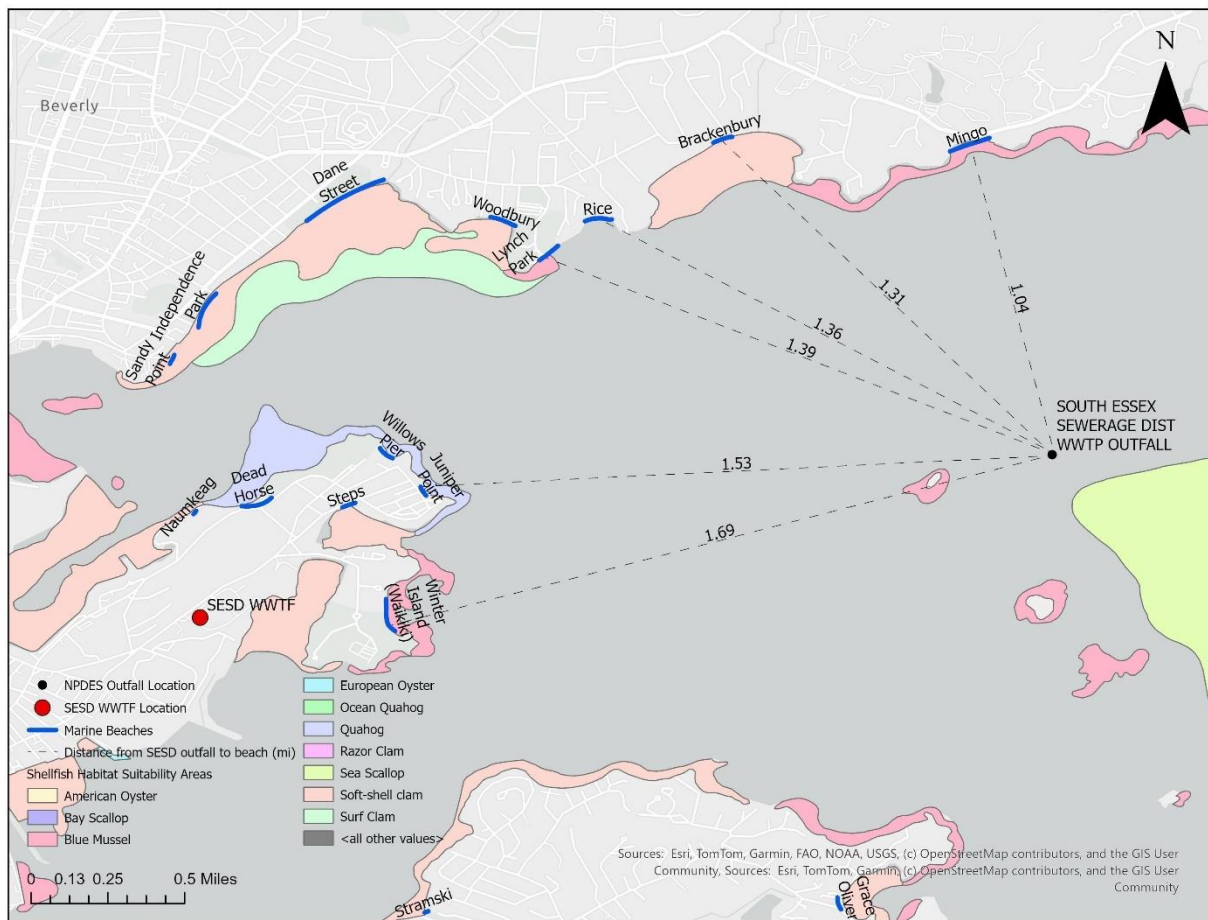 N
Beverly
Brackenbury
Mingo
Dane
Street
Woodbury
Rice
Lynch
Park
Independence
Park
Sandy
Point
1.31
1.04
1.36
1.39
SOUTH ESSEX
SEWERAGE DIST
WWTP OUTFALL
Willows
Pier
Juniper
Point
1.53
Dead
Horse
Naumkeag
Steps
1.69
Winter
Island
(Waikiki)
SESD WWTF
NPDES Outfall Location
SESD WWTF Location
Marine Beaches
Distance from SESD outfall to beach (mi)
Shellfish Habitat Suitability Areas
American Oyster
Bay Scallop
Blue Mussel
European Oyster
Ocean Quahog
Quahog
Razor Clam
Sea Scallop
Soft-shell clam
Surf Clam
<all other values>
0 0.13 0.25 0.5 Miles
Stramski
Grace
Oliver
Sources: Esri, TomTom, Garmin, FAO, NOAA, USGS, (c) OpenStreetMap contributors, and the GIS User
Community, Sources: Esri, TomTom, Garmin, (c) OpenStreetMap contributors, and the GIS User
Community